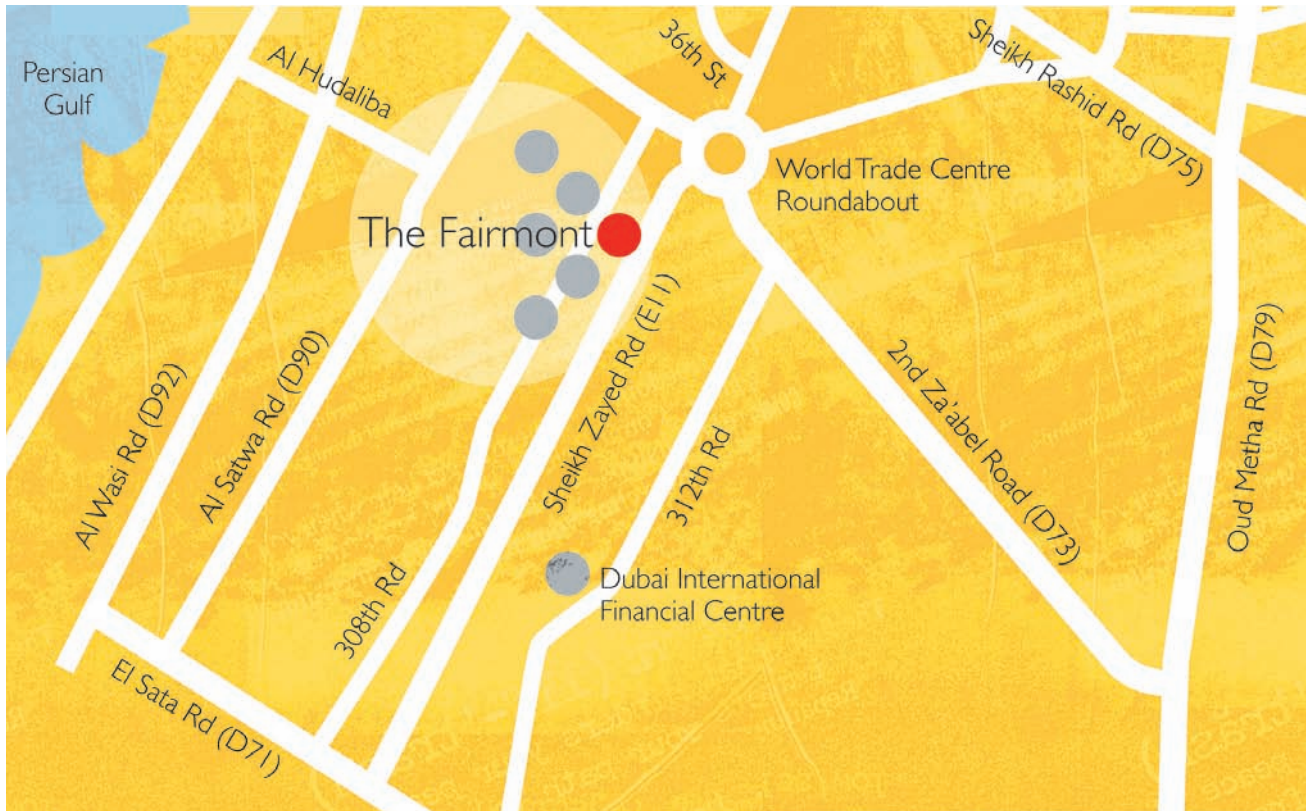 Persian
Gulf
Al Hudaliba
36th St
Sheikh Rashid Rd (D75)
World Trade Centre
Roundabout
The Fairmont
Al Wasi Rd (D92)
Al Satwa Rd (D90)
308th Rd
Sheikh Zayed Rd (E11)
312th Rd
2nd Za'abel Road (D73)
Oud Metha Rd (D79)
Dubai International
Financial Centre
El Sata Rd (D71)